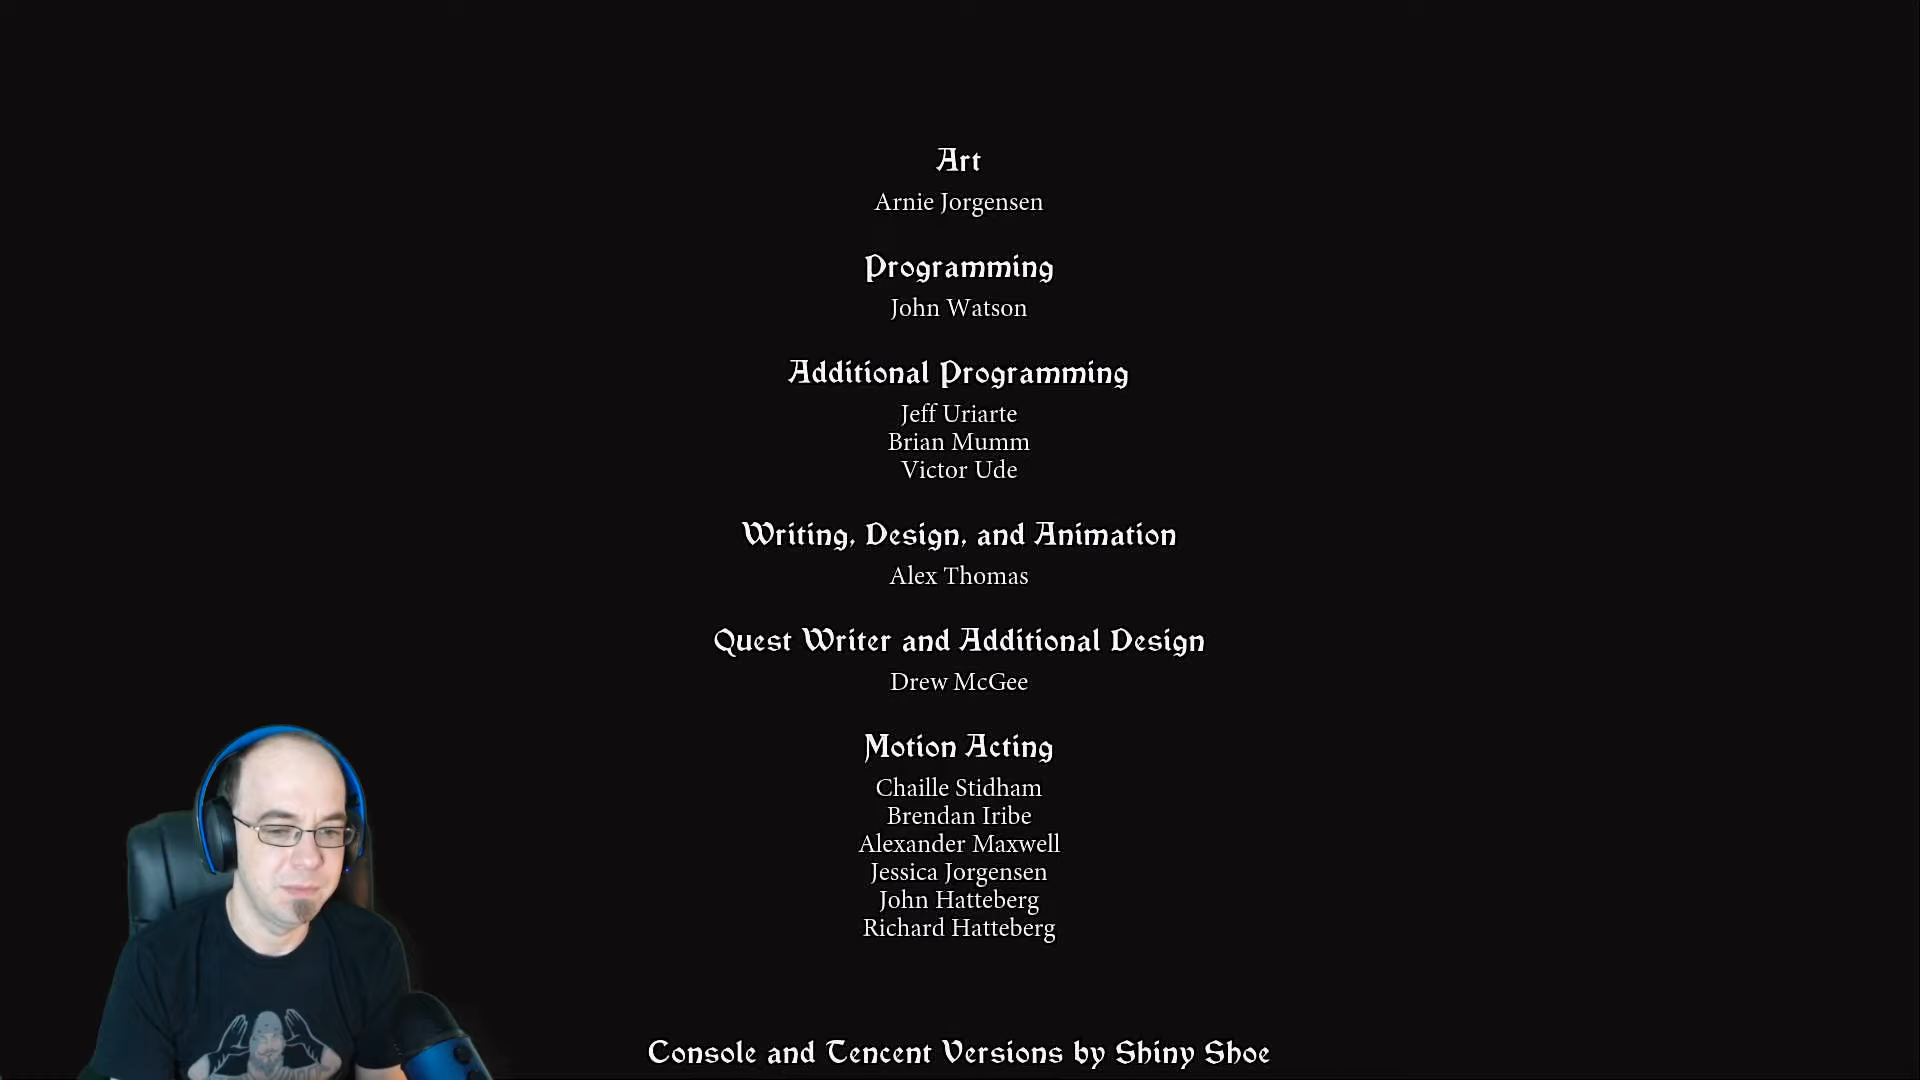 Art
Arnie Jorgensen
Programming
John Watson
Additional Programming
Jeff Uriarte
Brian Mumm
Victor Ude
Writing, Design, and Animation
Alex Thomas
Quest Writer and Additional Design
Drew McGee
Motion Acting
Chaille Stidham
Brendan Iribe
Alexander Maxwell
Jessica Jorgensen
John Hatteberg
Richard Hatteberg
Console and Tencent Versions by Shiny Shoe